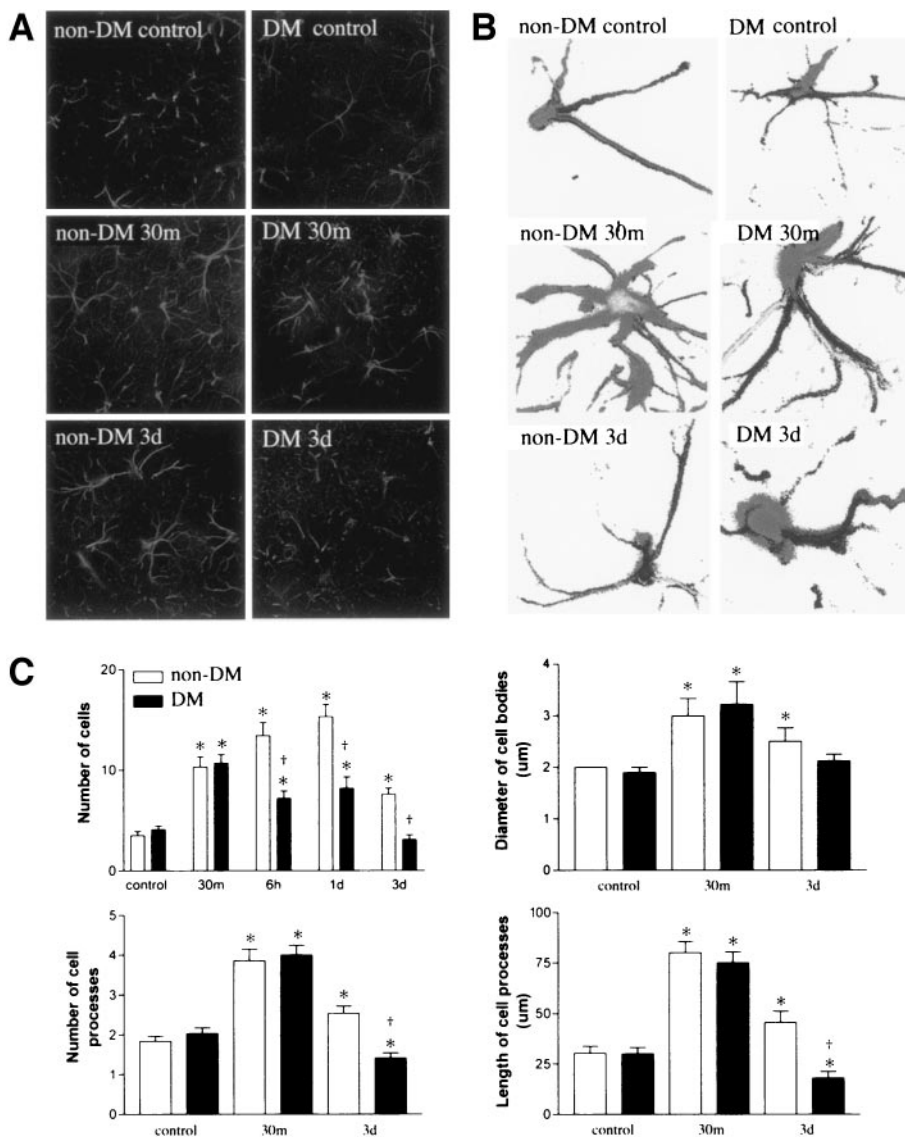 A
non-DM control
DM control
non-DM 30m
DM 30m
non-DM 3d
DM 3d
B
non-DM control
DM control
non-DM 30m
DM 30m
non-DM 3d
DM 3d
C
non-DM
DM
Number of cells
20
10
0
* * * † * * † * * †
control 30m 6h 1d 3d
Diameter of cell bodies
(um)
4
3
2
1
0
* * *
control 30m 3d
Number of cell
processes
5
4
3
2
1
0
* * * † *
control 30m 3d
Length of cell processes
(um)
100
75
50
25
0
* * * † *
control 30m 3d